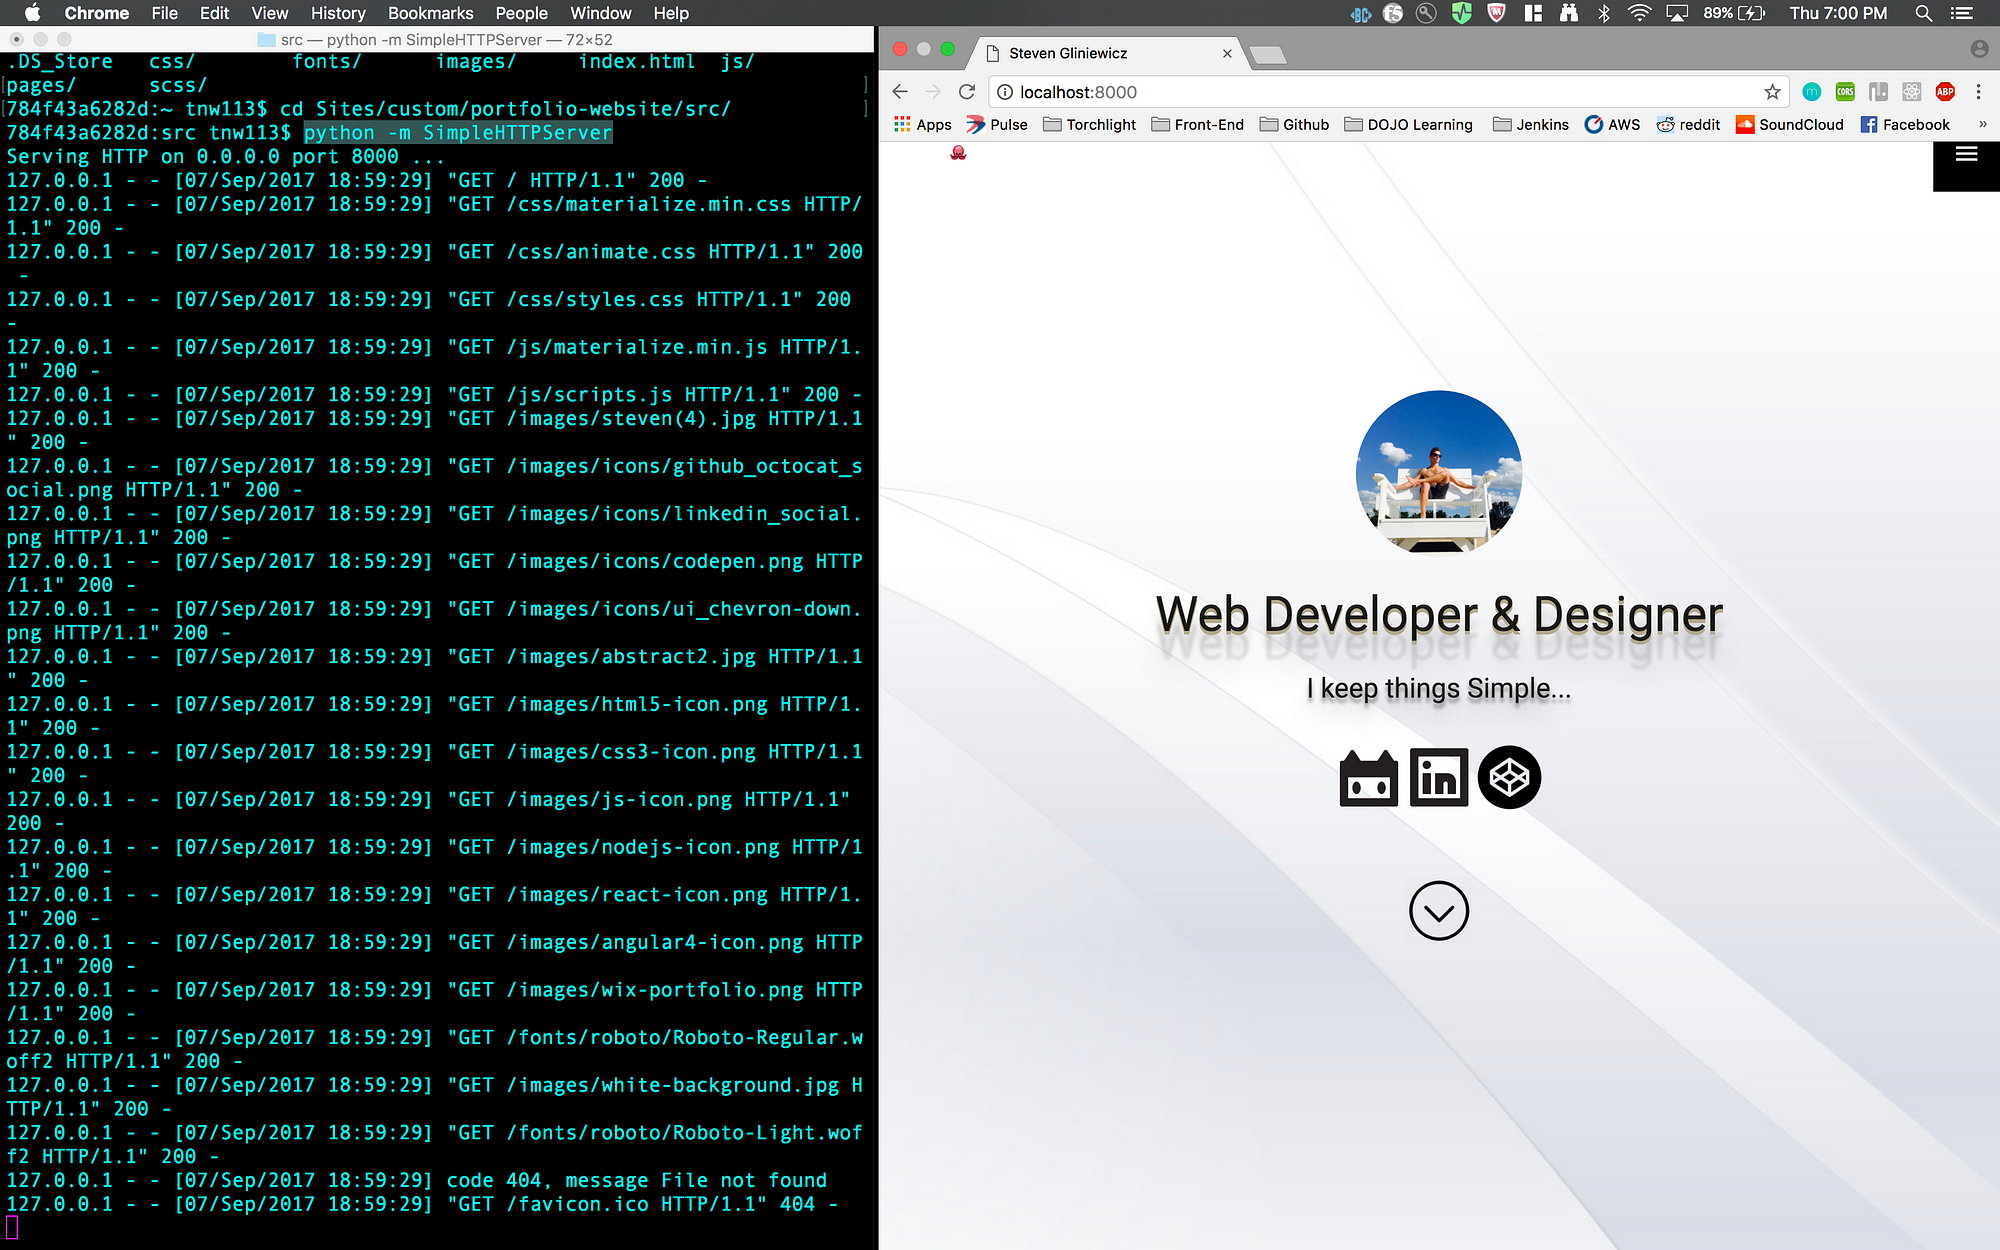 Chrome File Edit View History Bookmarks People Window Help
89% Thu 7:00 PM
src — python -m SimpleHTTPServer — 72×52
.DS_Store css/ fonts/ images/ index.html js/
pages/ scss/
784f43a6282d:~ tnw113$ cd Sites/custom/portfolio-website/src/
784f43a6282d:src tnw113$ python -m SimpleHTTPServer
Serving HTTP on 0.0.0.0 port 8000 ...
127.0.0.1 - - [07/Sep/2017 18:59:29] "GET / HTTP/1.1" 200 -
127.0.0.1 - - [07/Sep/2017 18:59:29] "GET /css/materialize.min.css HTTP/
1.1" 200 -
127.0.0.1 - - [07/Sep/2017 18:59:29] "GET /css/animate.css HTTP/1.1" 200
-
127.0.0.1 - - [07/Sep/2017 18:59:29] "GET /css/styles.css HTTP/1.1" 200
-
127.0.0.1 - - [07/Sep/2017 18:59:29] "GET /js/materialize.min.js HTTP/1.
1" 200 -
127.0.0.1 - - [07/Sep/2017 18:59:29] "GET /js/scripts.js HTTP/1.1" 200 -
127.0.0.1 - - [07/Sep/2017 18:59:29] "GET /images/steven(4).jpg HTTP/1.1
" 200 -
127.0.0.1 - - [07/Sep/2017 18:59:29] "GET /images/icons/github_octocat_s
ocial.png HTTP/1.1" 200 -
127.0.0.1 - - [07/Sep/2017 18:59:29] "GET /images/icons/linkedin_social.
png HTTP/1.1" 200 -
127.0.0.1 - - [07/Sep/2017 18:59:29] "GET /images/icons/codepen.png HTTP
/1.1" 200 -
127.0.0.1 - - [07/Sep/2017 18:59:29] "GET /images/icons/ui_chevron-down.
png HTTP/1.1" 200 -
127.0.0.1 - - [07/Sep/2017 18:59:29] "GET /images/abstract2.jpg HTTP/1.1
" 200 -
127.0.0.1 - - [07/Sep/2017 18:59:29] "GET /images/html5-icon.png HTTP/1.
1" 200 -
127.0.0.1 - - [07/Sep/2017 18:59:29] "GET /images/css3-icon.png HTTP/1.1
" 200 -
127.0.0.1 - - [07/Sep/2017 18:59:29] "GET /images/js-icon.png HTTP/1.1"
200 -
127.0.0.1 - - [07/Sep/2017 18:59:29] "GET /images/nodejs-icon.png HTTP/1
.1" 200 -
127.0.0.1 - - [07/Sep/2017 18:59:29] "GET /images/react-icon.png HTTP/1.
1" 200 -
127.0.0.1 - - [07/Sep/2017 18:59:29] "GET /images/angular4-icon.png HTTP
/1.1" 200 -
127.0.0.1 - - [07/Sep/2017 18:59:29] "GET /images/wix-portfolio.png HTTP
/1.1" 200 -
127.0.0.1 - - [07/Sep/2017 18:59:29] "GET /fonts/roboto/Roboto-Regular.w
off2 HTTP/1.1" 200 -
127.0.0.1 - - [07/Sep/2017 18:59:29] "GET /images/white-background.jpg H
TTP/1.1" 200 -
127.0.0.1 - - [07/Sep/2017 18:59:29] "GET /fonts/roboto/Roboto-Light.wof
f2 HTTP/1.1" 200 -
127.0.0.1 - - [07/Sep/2017 18:59:29] code 404, message File not found
127.0.0.1 - - [07/Sep/2017 18:59:29] "GET /favicon.ico HTTP/1.1" 404 -
Steven Gliniewicz
localhost:8000
CORS ABP
Apps Pulse Torchlight Front-End Github DOJO Learning Jenkins AWS reddit SoundCloud Facebook »
Web Developer & Designer
I keep things Simple...
in